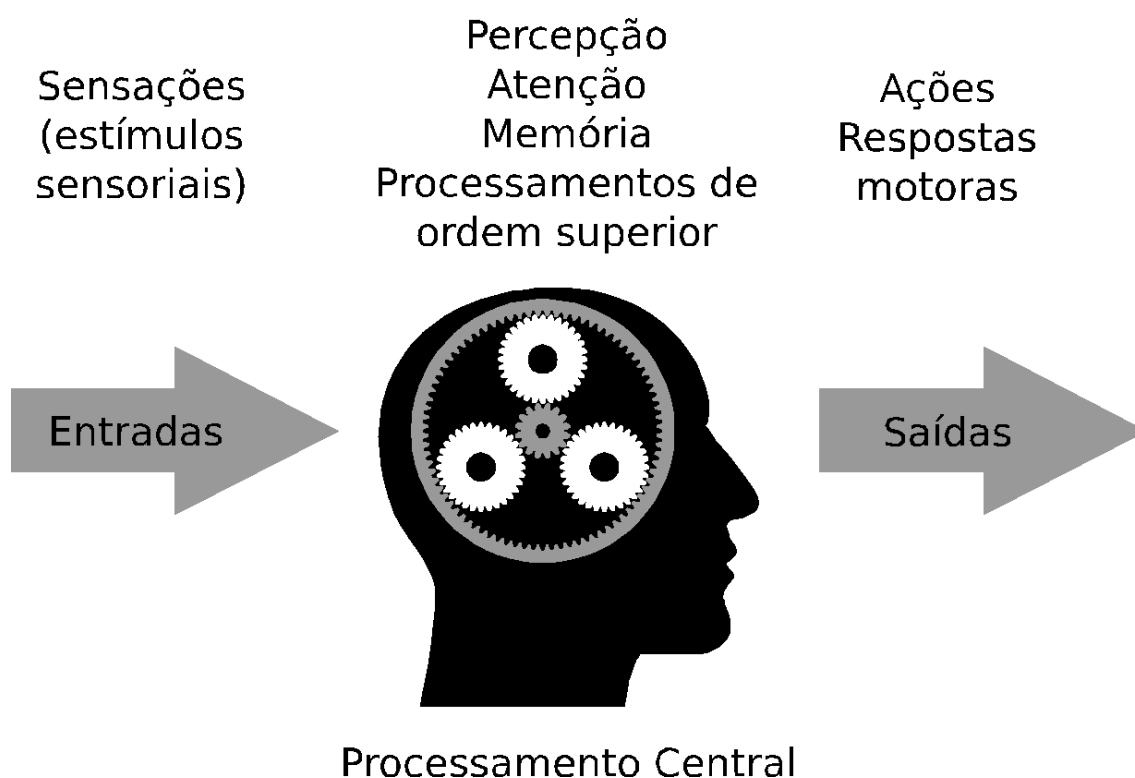 Sensações
(estímulos
sensoriais)
Percepção
Atenção
Memória
Processamentos de
ordem superior
Ações
Respostas
motoras
Entradas
Saídas
Processamento Central